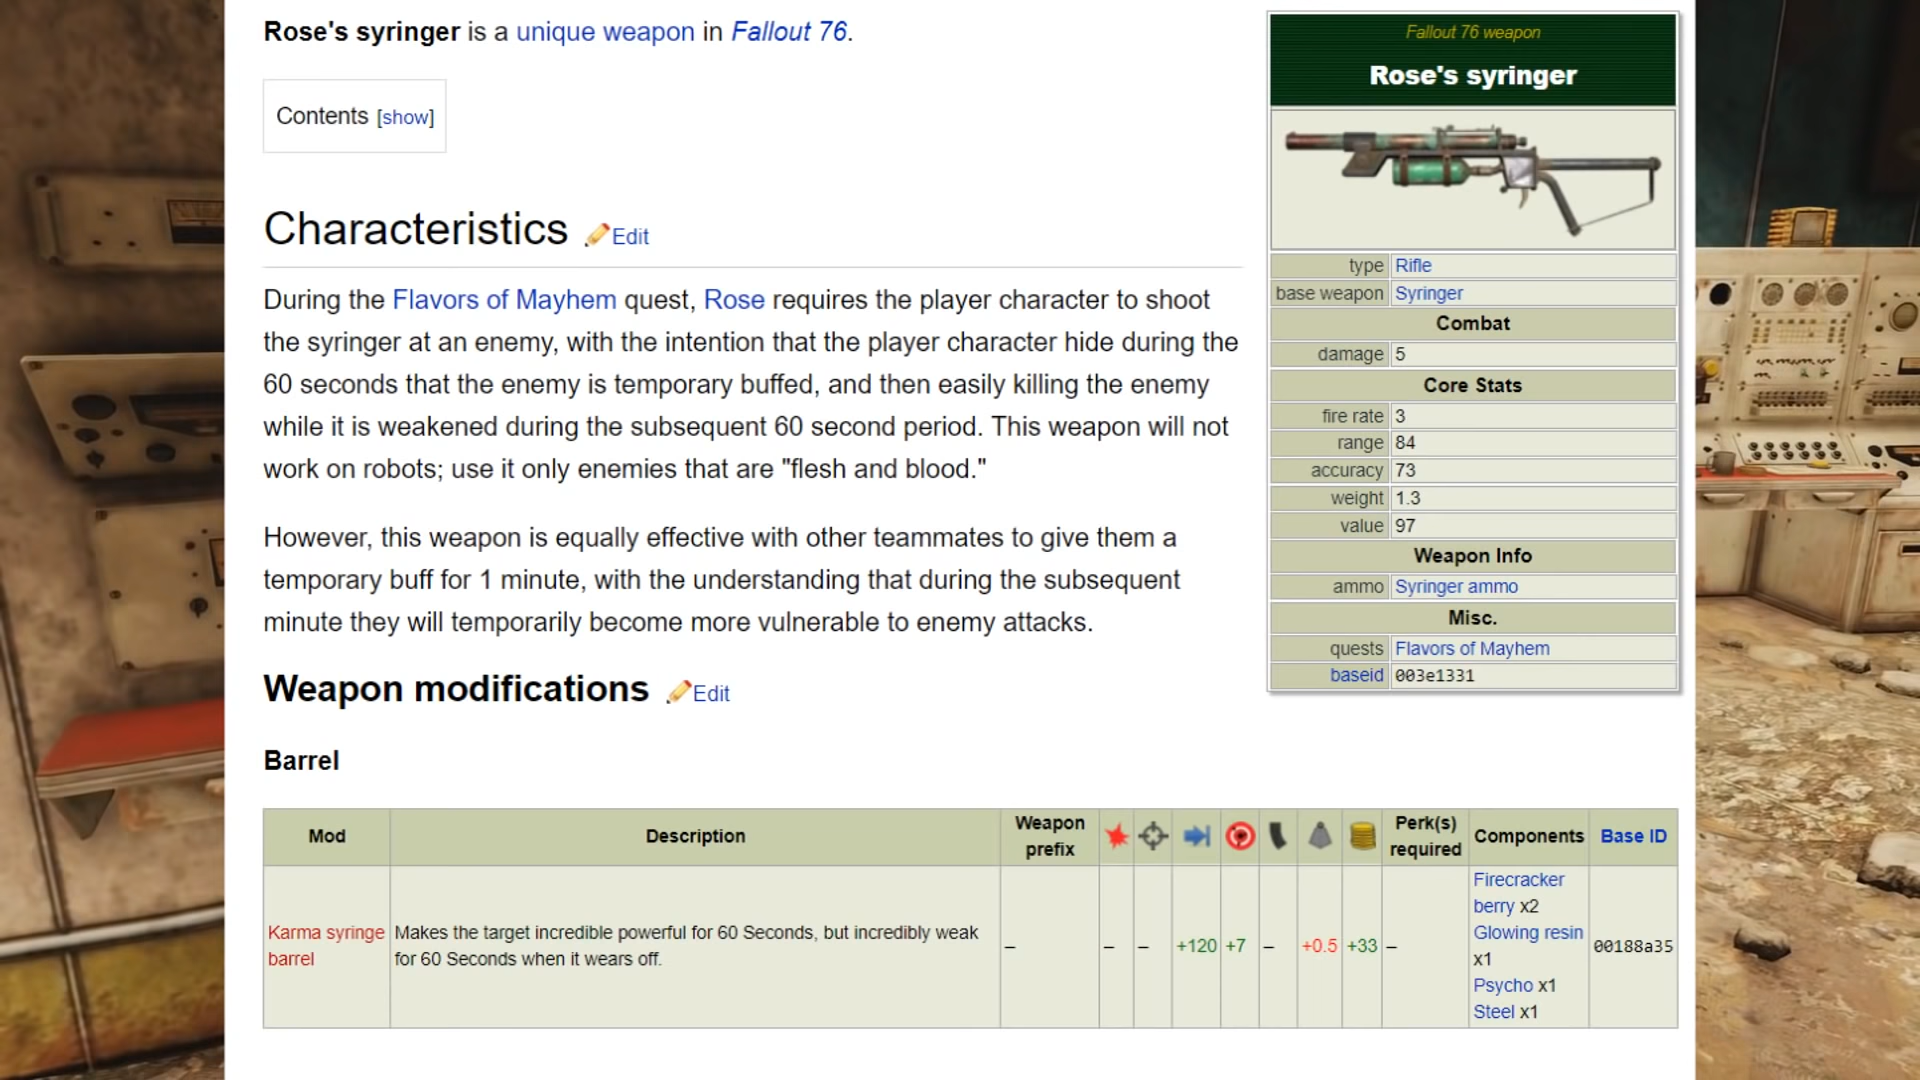 Rose's syringer is a unique weapon in Fallout 76.
Contents [show]
Characteristics Edit
During the Flavors of Mayhem quest, Rose requires the player character to shoot
the syringer at an enemy, with the intention that the player character hide during the
60 seconds that the enemy is temporary buffed, and then easily killing the enemy
while it is weakened during the subsequent 60 second period. This weapon will not
work on robots; use it only enemies that are "flesh and blood."
However, this weapon is equally effective with other teammates to give them a
temporary buff for 1 minute, with the understanding that during the subsequent
minute they will temporarily become more vulnerable to enemy attacks.
Fallout 76 weapon
Rose's syringer
type Rifle
base weapon Syringer
Combat
damage 5
Core Stats
fire rate 3
range 84
accuracy 73
weight 1.3
value 97
Weapon Info
ammo Syringer ammo
Misc.
quests Flavors of Mayhem
baseid 003e1331
Weapon modifications Edit
Barrel
Mod Description Weapon prefix Perk(s) required Components Base ID
Karma syringe
barrel
Makes the target incredible powerful for 60 Seconds, but incredibly weak
for 60 Seconds when it wears off.
– – – +120 +7 – +0.5 +33 –
Firecracker
berry x2
Glowing resin
x1
Psycho x1
Steel x1
00188a35